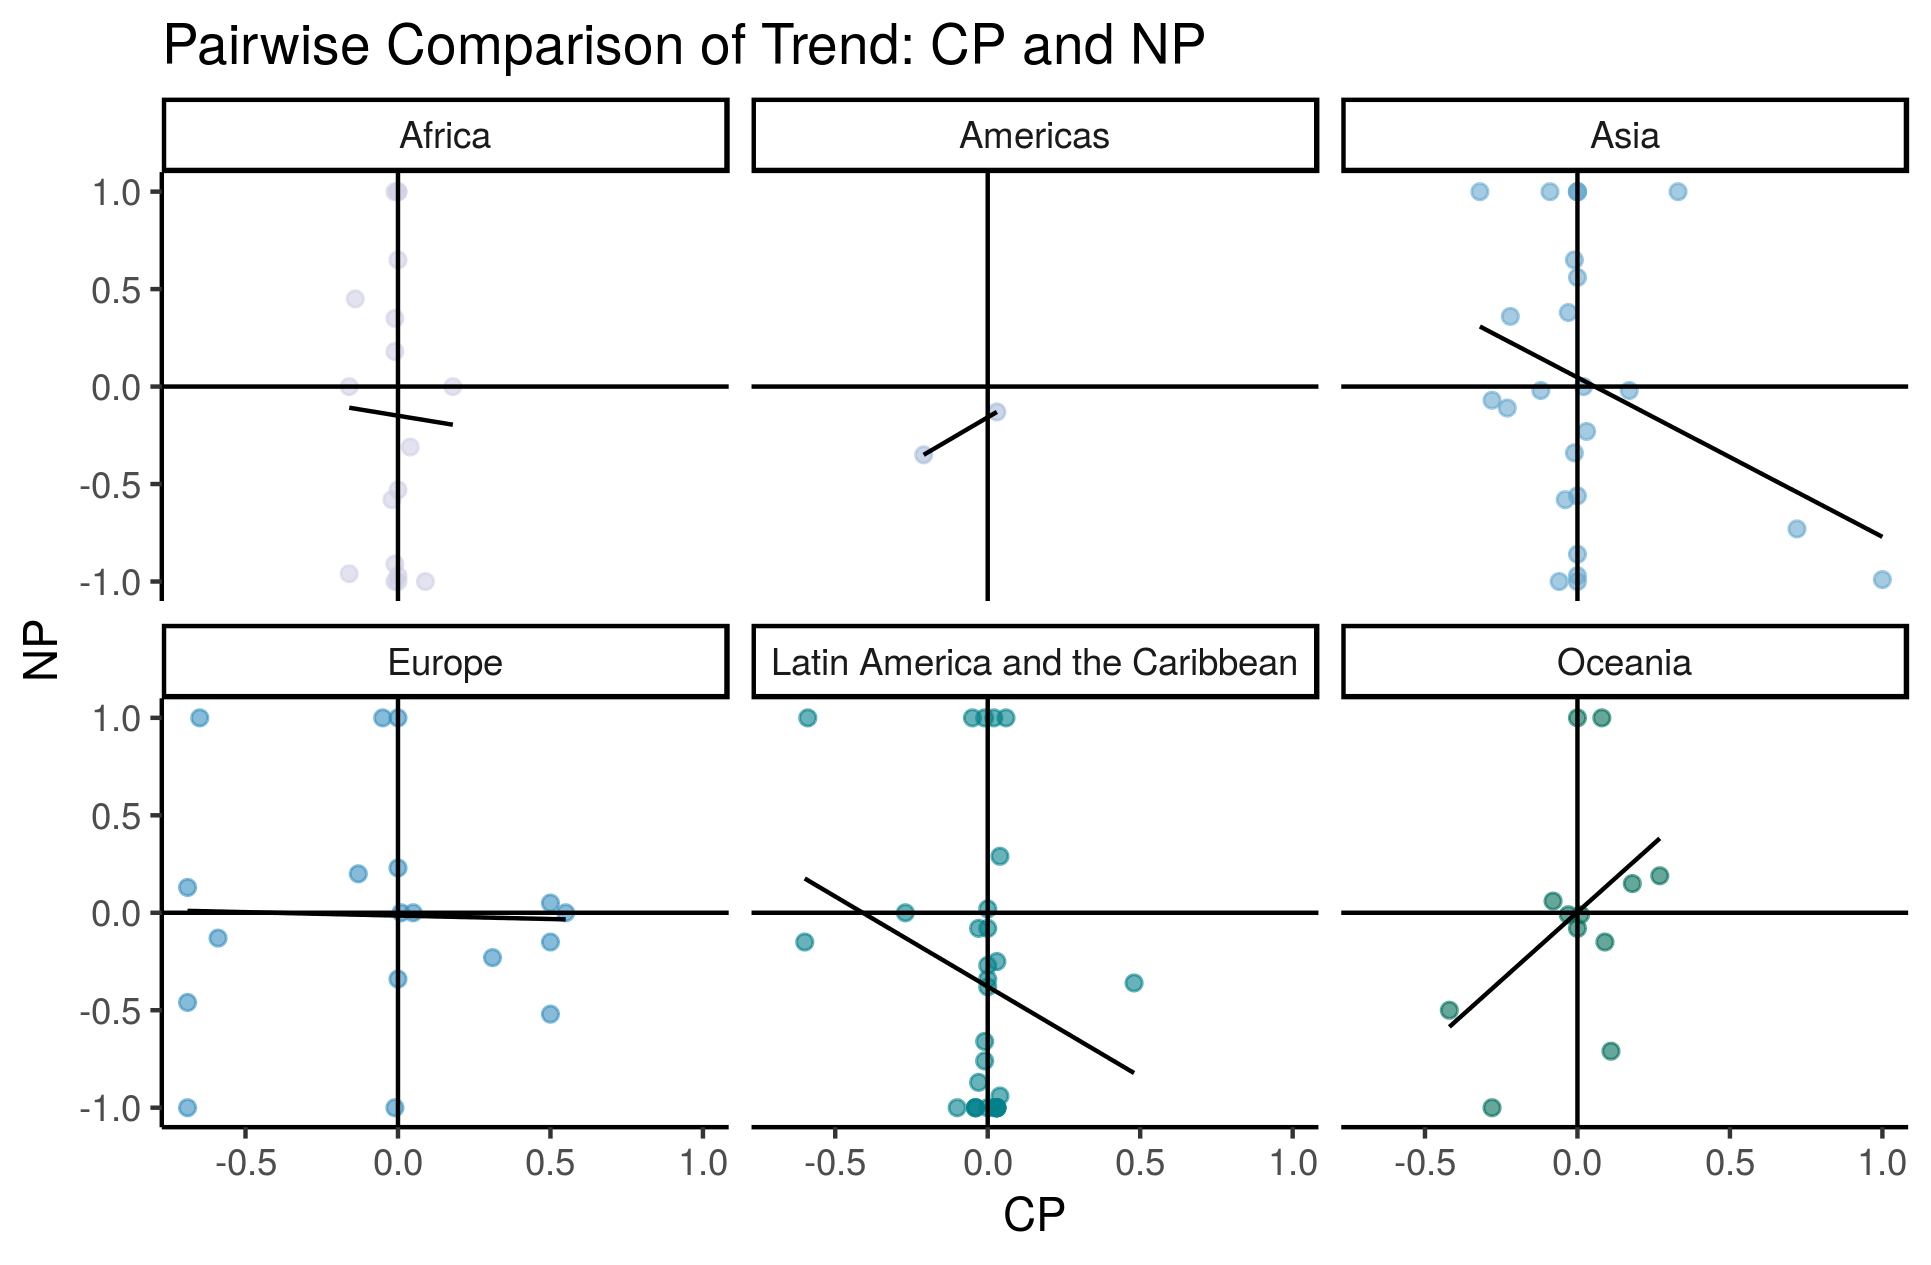 Pairwise Comparison of Trend: CP and NP
Africa
Americas
Asia
1.0
0.5
0.0
-0.5
-1.0
NP
Europe
Latin America and the Caribbean
Oceania
1.0
0.5
0.0
-0.5
-1.0
-0.5 0.0 0.5 1.0
-0.5 0.0 0.5 1.0
-0.5 0.0 0.5 1.0
CP